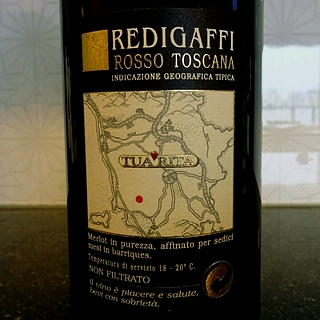 REDIGAFFI
ROSSO TOSCANA
INDICAZIONE GEOGRAFICA TIPICA
TUA RITA
Merlot in purezza, affinato per sedici
mesi in barriques.
Temperatura di servizio 18 - 20° C.
NON FILTRATO
il vino è piacere e salute,
bevi con sobrietà.